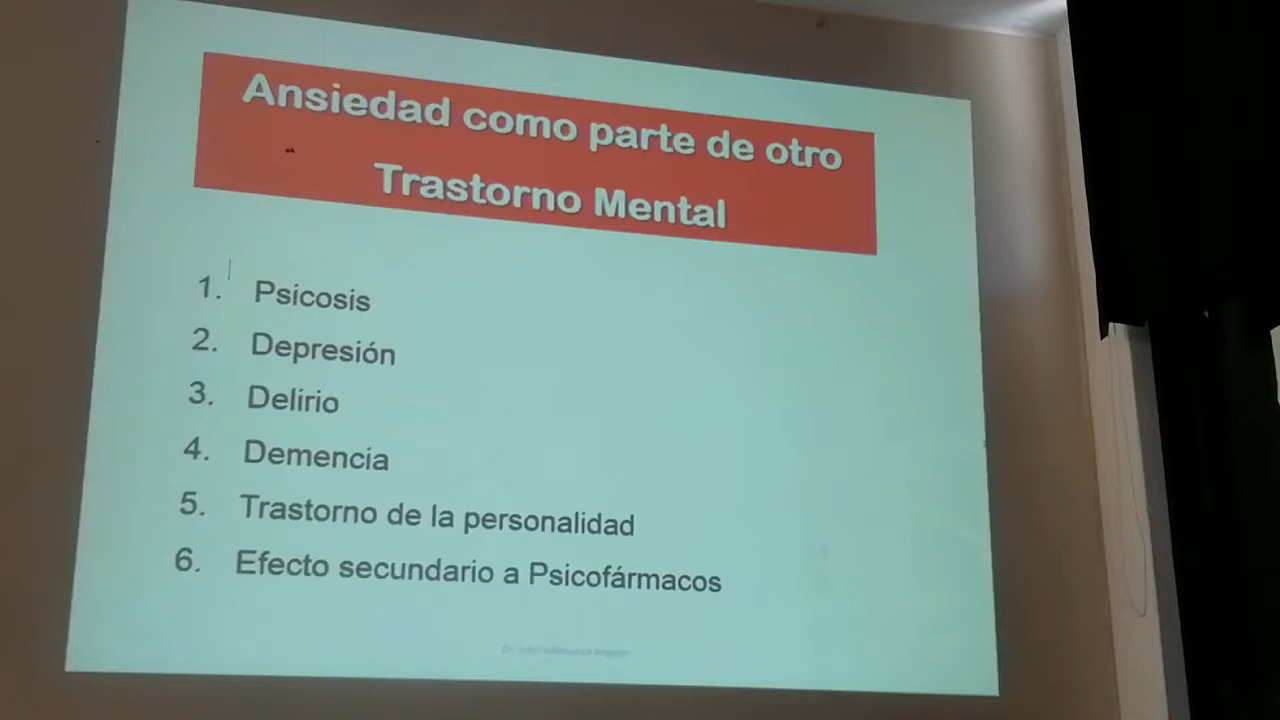 Ansiedad como parte de otro
Trastorno Mental
1. Psicosis
2. Depresión
3. Delirio
4. Demencia
5. Trastorno de la personalidad
6. Efecto secundario a Psicofármacos
Dr.